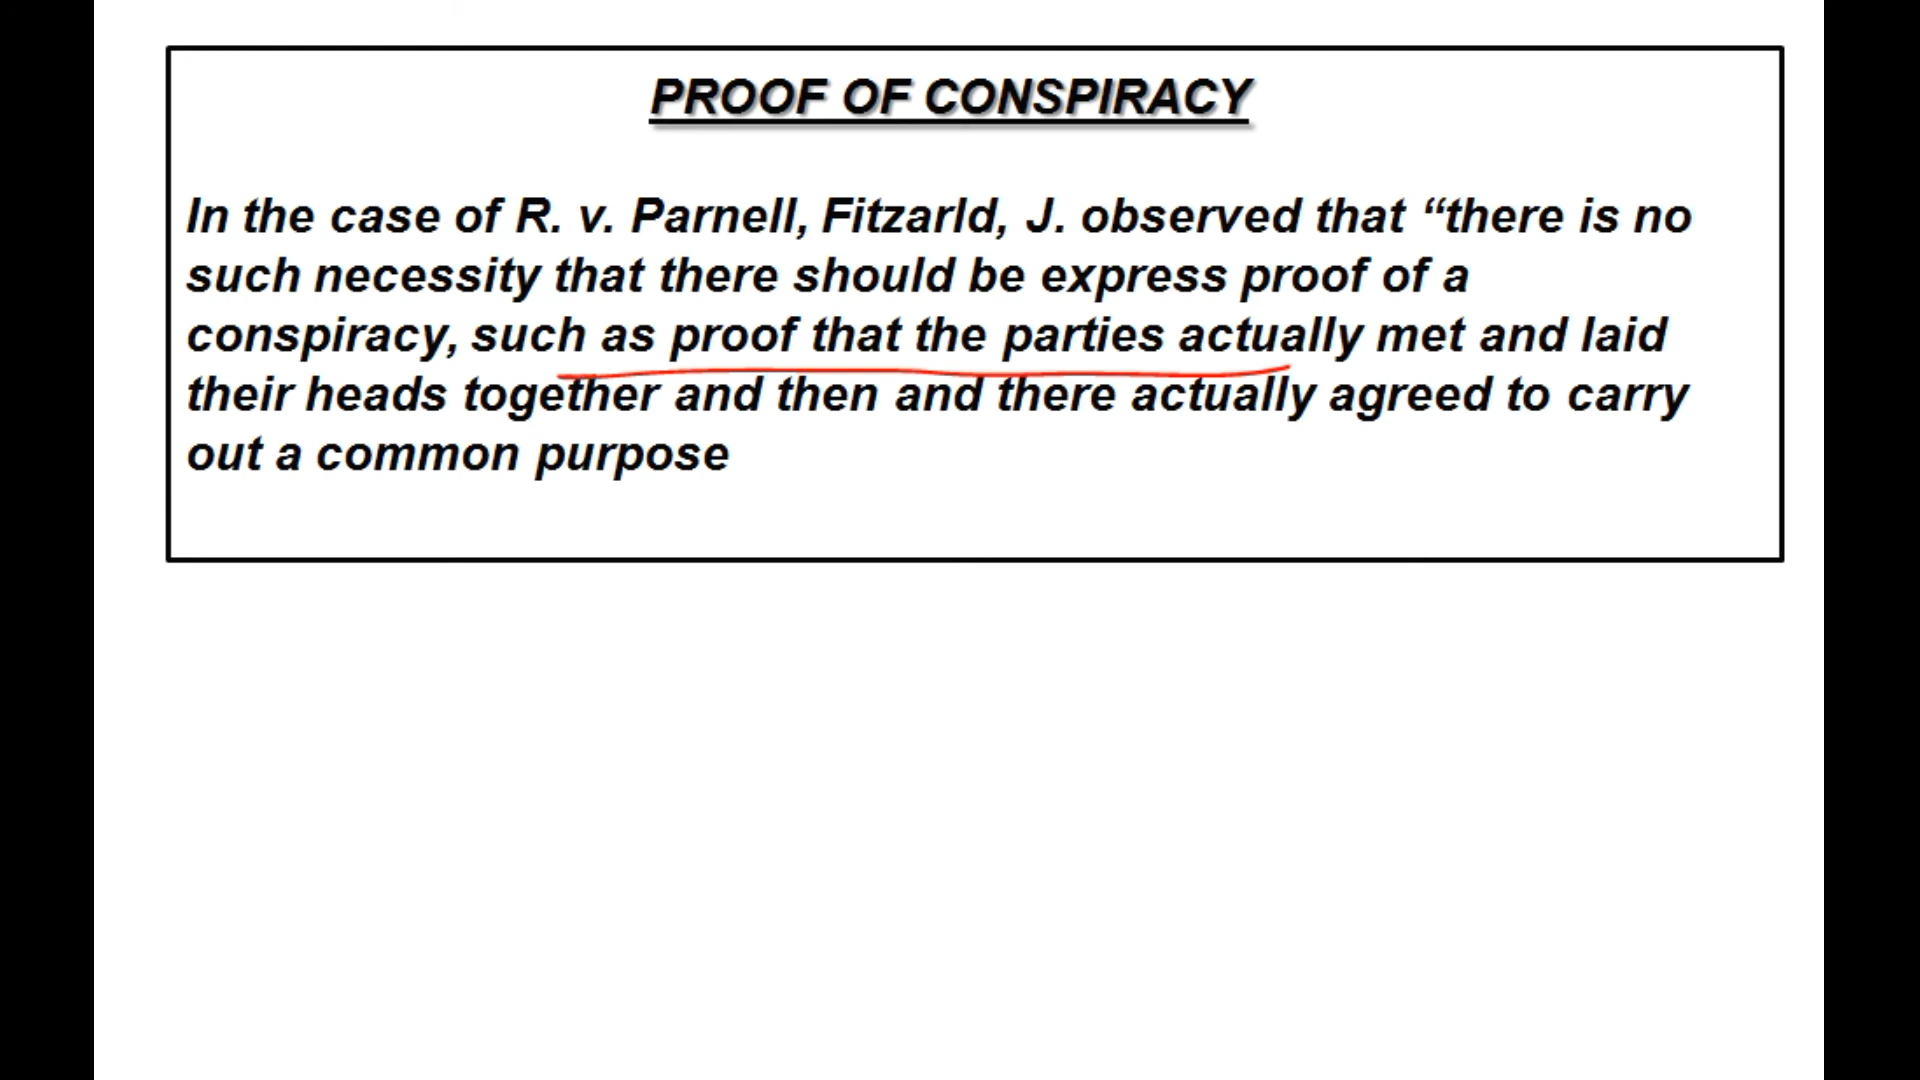 PROOF OF CONSPIRACY
In the case of R. v. Parnell, Fitzarld, J. observed that “there is no
such necessity that there should be express proof of a
conspiracy, such as proof that the parties actually met and laid
their heads together and then and there actually agreed to carry
out a common purpose